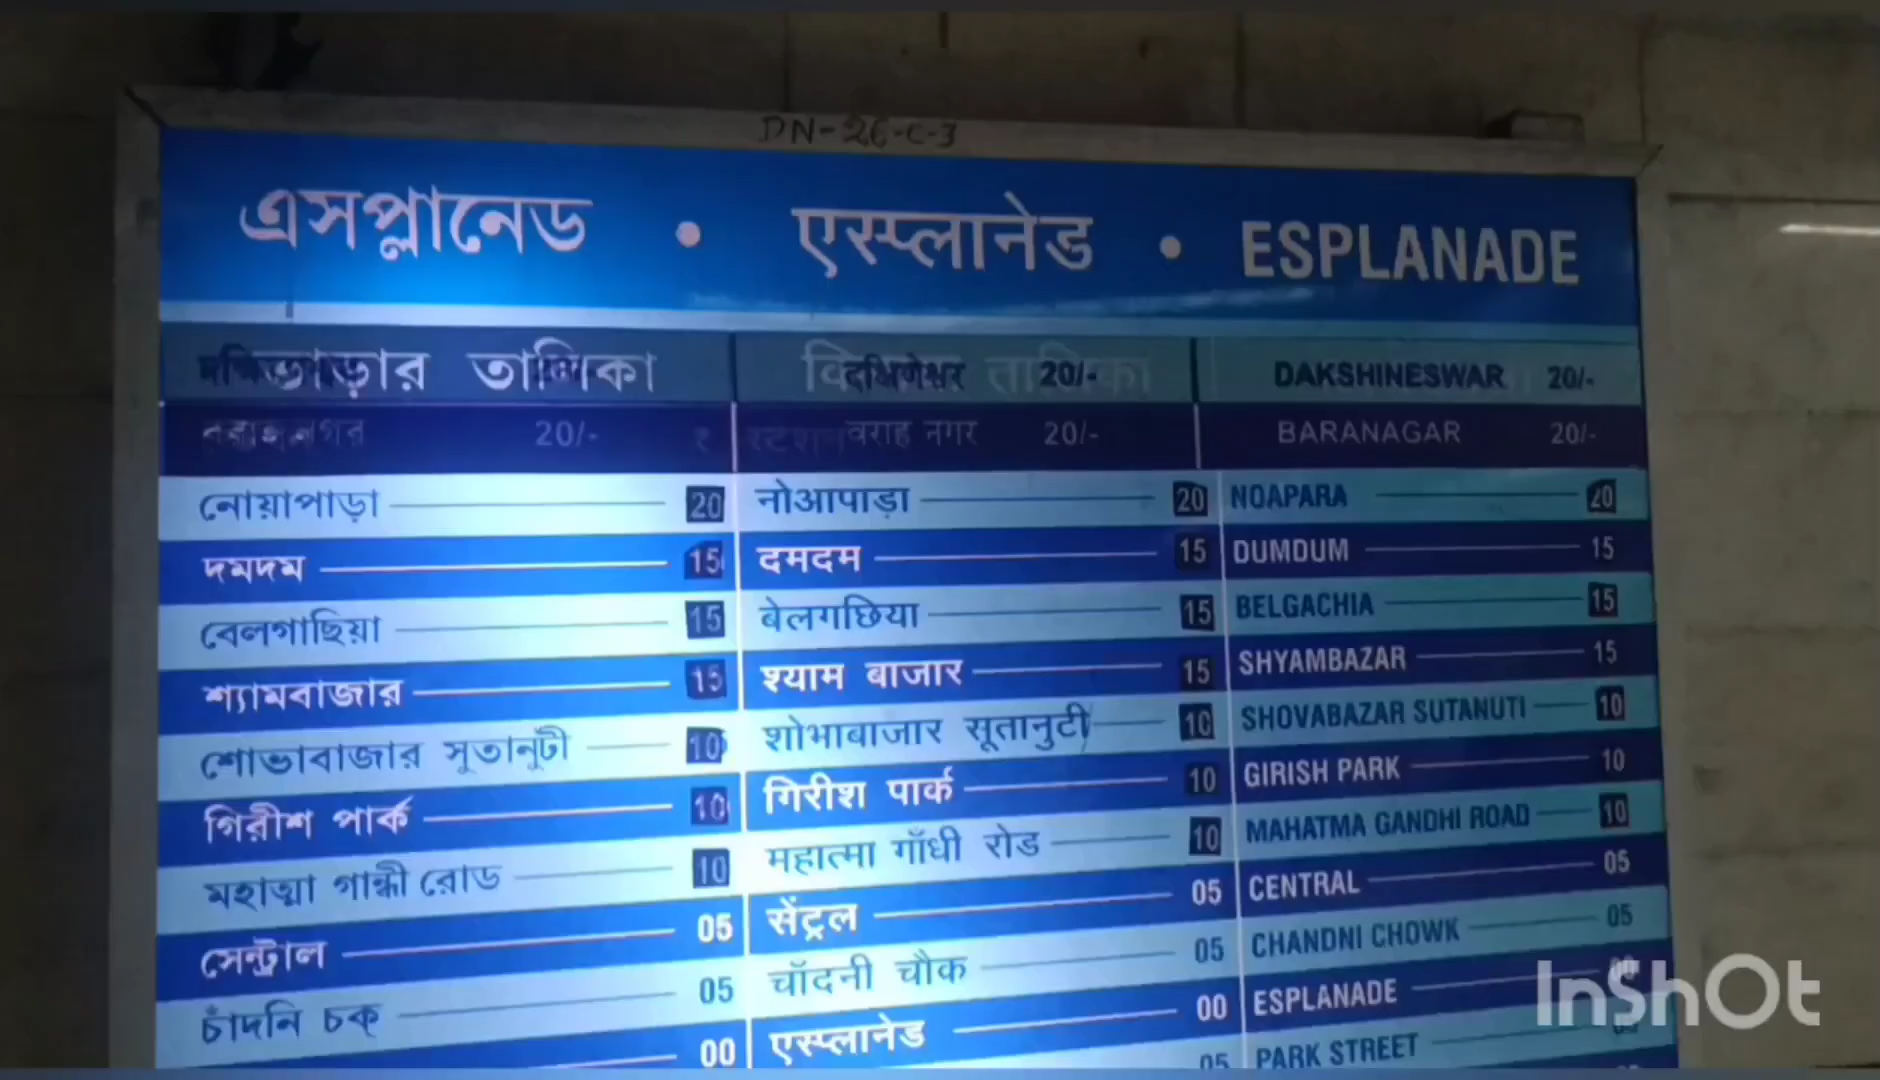 DN-26-C-3
এসপ্লানেড • एस्प्लानेड • ESPLANADE
ভাড়ার তালিকা दक्षिणेश्वर 20/- DAKSHINESWAR 20/-
20/- वराह नगर 20/- BARANAGAR 20/-
নোয়াপাড়া 20 नोआपाड़ा 20 NOAPARA 20
দমদম 15 दमदम 15 DUMDUM 15
বেলগাছিয়া 15 बेलगछिया 15 BELGACHIA 15
শ্যামবাজার 15 श्याम बाजार 15 SHYAMBAZAR 15
শোভাবাজার সুতানুটী 10 शोभाबाजार सूतानुटी 10 SHOVABAZAR SUTANUTI 10
গিরীশ পার্ক 10 गिरीश पार्क 10 GIRISH PARK 10
মহাত্মা গান্ধী রোড 10 महात्मा गाँधी रोड 10 MAHATMA GANDHI ROAD 10
সেন্ট্রাল 05 सेंट्रल 05 CENTRAL 05
চাঁদনি চক্ 05 चाँदनी चौक 05 CHANDNI CHOWK 05
00 एस्प्लानेड 00 ESPLANADE
05 PARK STREET
InShOt